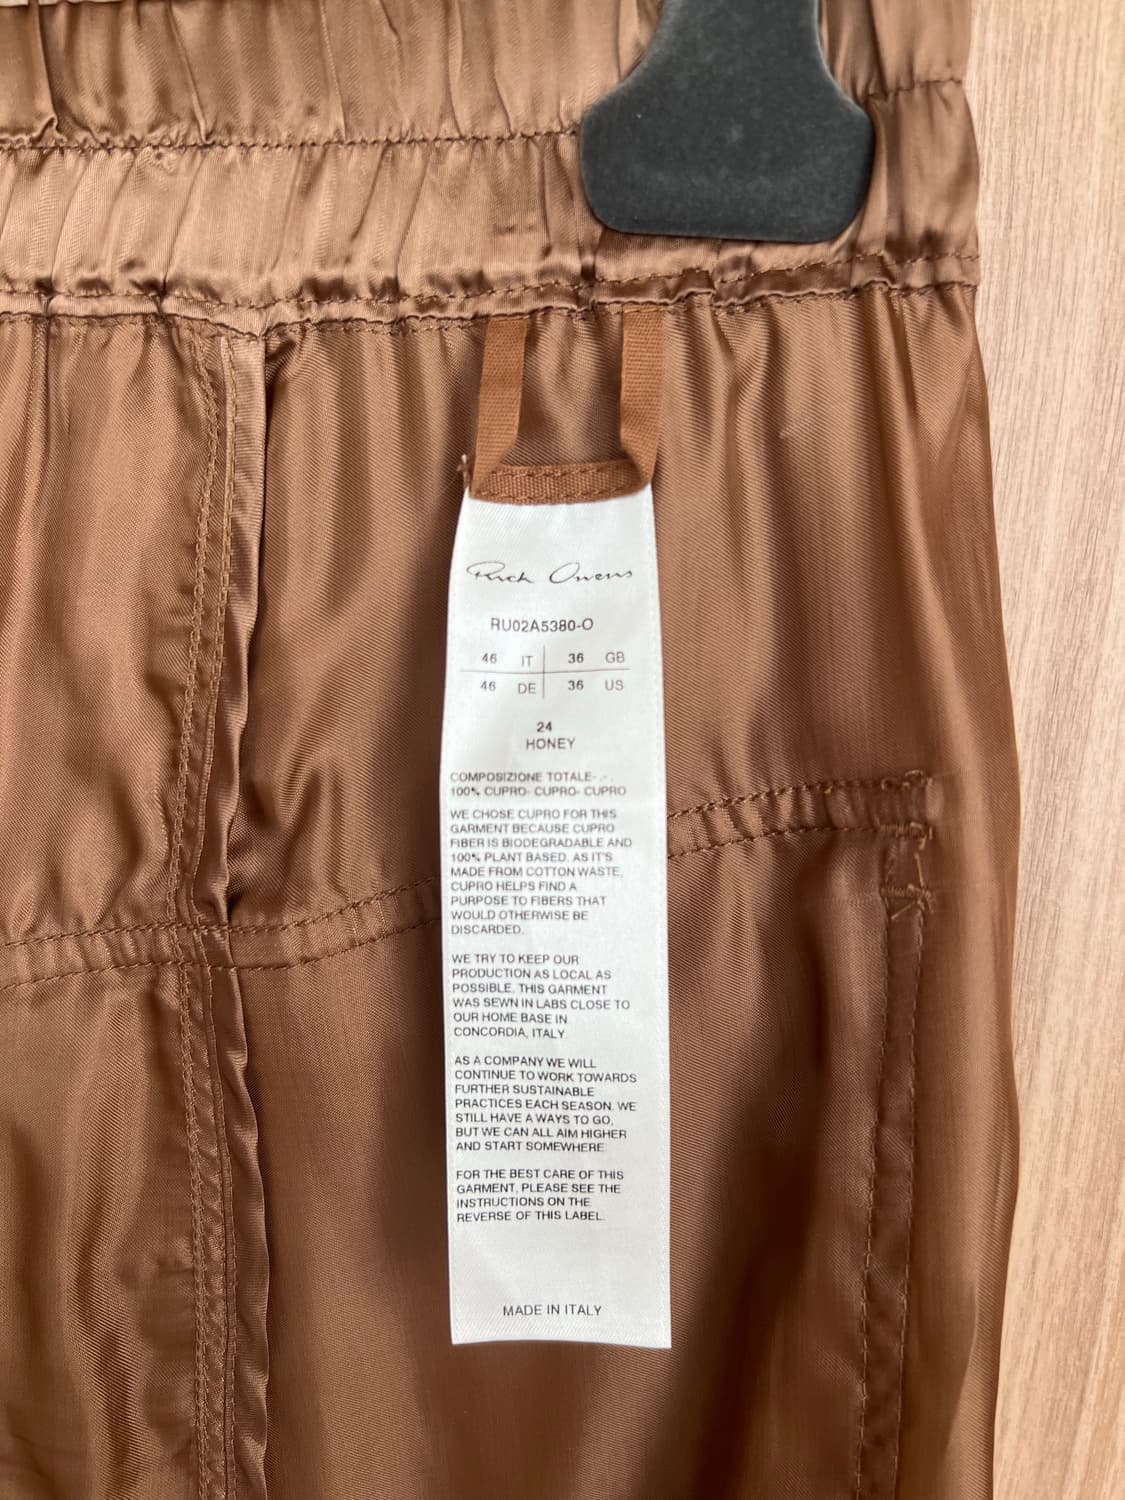 Rick Owens
RU02A5380-O
46 IT 36 GB
46 DE 36 US
24
HONEY
COMPOSIZIONE TOTALE- - -
100% CUPRO- CUPRO- CUPRO
WE CHOSE CUPRO FOR THIS
GARMENT BECAUSE CUPRO
FIBER IS BIODEGRADABLE AND
100% PLANT BASED. AS IT'S
MADE FROM COTTON WASTE,
CUPRO HELPS FIND A
PURPOSE TO FIBERS THAT
WOULD OTHERWISE BE
DISCARDED.
WE TRY TO KEEP OUR
PRODUCTION AS LOCAL AS
POSSIBLE. THIS GARMENT
WAS SEWN IN LABS CLOSE TO
OUR HOME BASE IN
CONCORDIA, ITALY.
AS A COMPANY WE WILL
CONTINUE TO WORK TOWARDS
FURTHER SUSTAINABLE
PRACTICES EACH SEASON. WE
STILL HAVE A WAYS TO GO,
BUT WE CAN ALL AIM HIGHER
AND START SOMEWHERE
FOR THE BEST CARE OF THIS
GARMENT, PLEASE SEE THE
INSTRUCTIONS ON THE
REVERSE OF THIS LABEL.
MADE IN ITALY